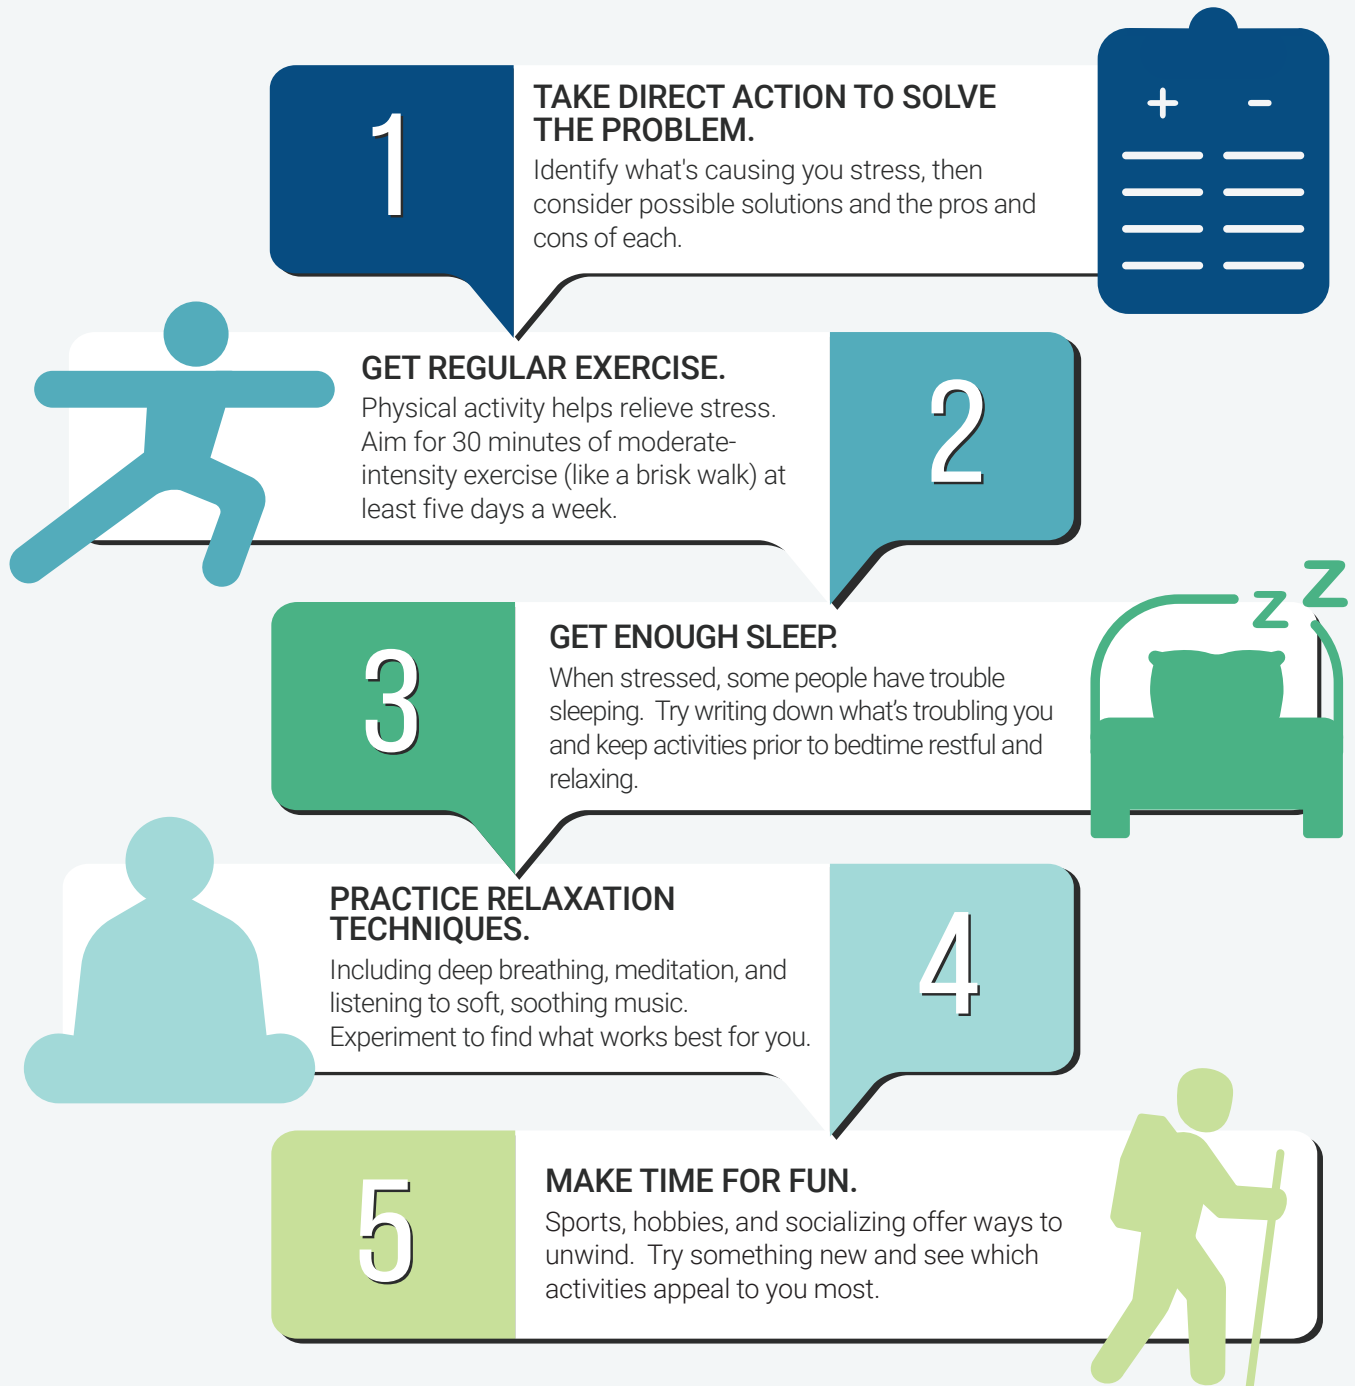 1
TAKE DIRECT ACTION TO SOLVE
THE PROBLEM.
Identify what's causing you stress, then
consider possible solutions and the pros and
cons of each.
+ -
GET REGULAR EXERCISE.
Physical activity helps relieve stress.
Aim for 30 minutes of moderate-
intensity exercise (like a brisk walk) at
least five days a week.
2
3
GET ENOUGH SLEEP.
When stressed, some people have trouble
sleeping.  Try writing down what’s troubling you
and keep activities prior to bedtime restful and
relaxing.
z Z
PRACTICE RELAXATION
TECHNIQUES.
Including deep breathing, meditation, and
listening to soft, soothing music.
Experiment to find what works best for you.
4
5
MAKE TIME FOR FUN.
Sports, hobbies, and socializing offer ways to
unwind.  Try something new and see which
activities appeal to you most.